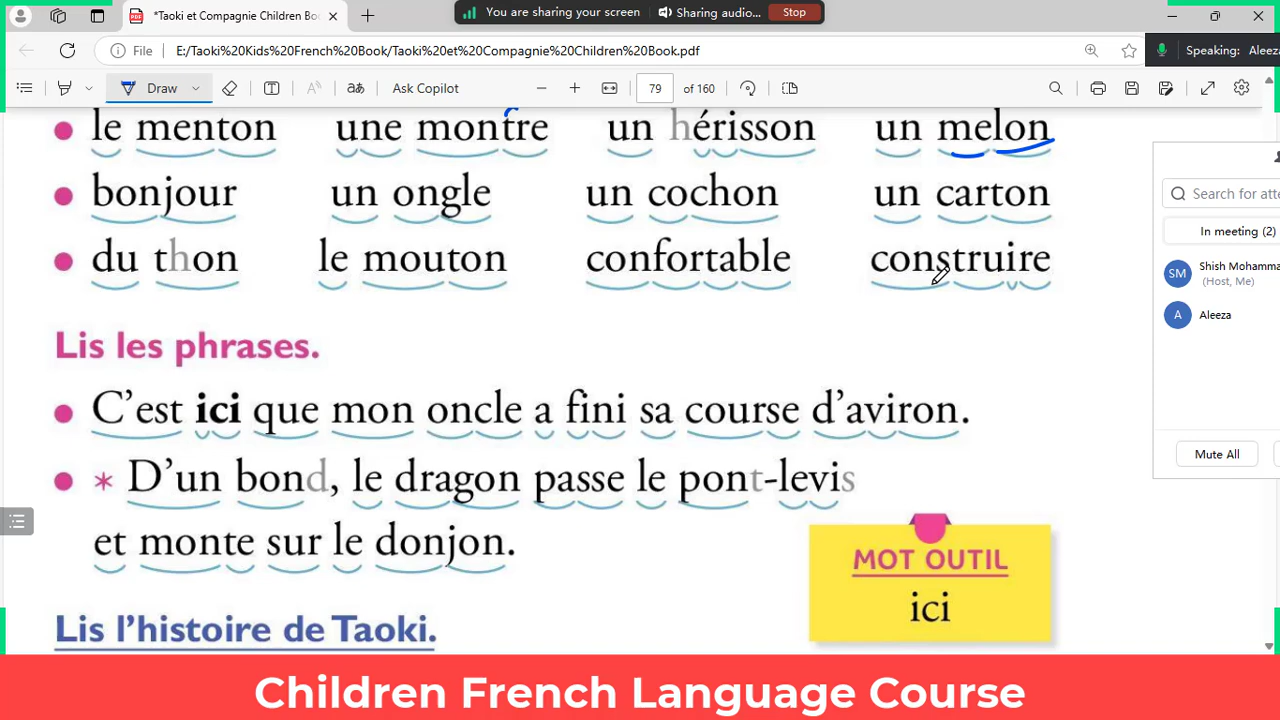 *Taoki et Compagnie Children Bo
You are sharing your screen
Sharing audio...
Stop
File
E:/Taoki%20Kids%20French%20Book/Taoki%20et%20Compagnie%20Children%20Book.pdf
Speaking: Aleeza
Draw
Ask Copilot
79 of 160
le menton une montre un hérisson un melon
bonjour un ongle un cochon un carton
du thon le mouton confortable construire
Lis les phrases.
C'est ici que mon oncle a fini sa course d'aviron.
* D'un bond, le dragon passe le pont-levis
et monte sur le donjon.
MOT OUTIL
ici
Lis l'histoire de Taoki.
Search for atte
In meeting (2)
SM
Shish Mohamma
(Host, Me)
A
Aleeza
Mute All
Children French Language Course